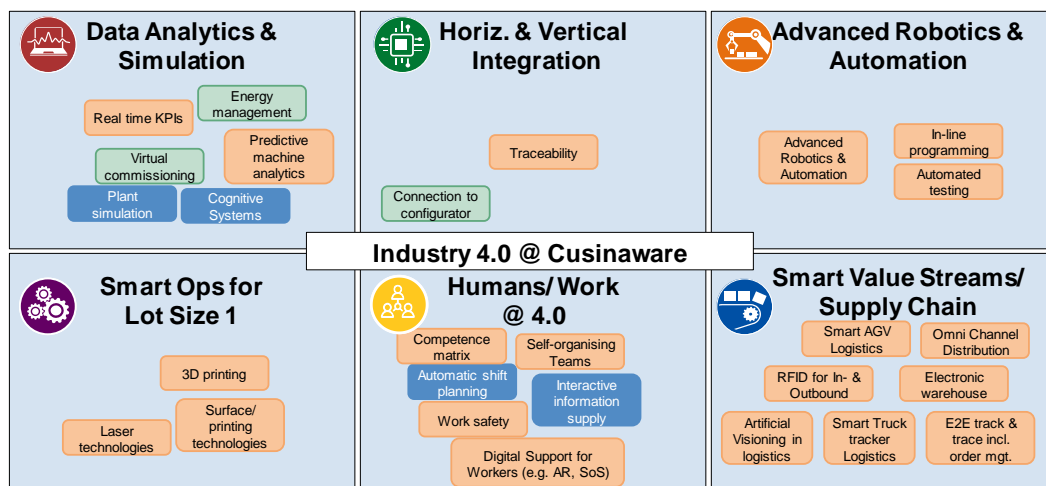 Data Analytics &
Simulation
Real time KPIs
Energy
management
Virtual
commissioning
Predictive
machine
analytics
Plant
simulation
Cognitive
Systems
Horiz. & Vertical
Integration
Traceability
Connection to
configurator
Advanced Robotics &
Automation
Advanced
Robotics &
Automation
In-line
programming
Automated
testing
Industry 4.0 @ Cusinaware
Smart Ops for
Lot Size 1
3D printing
Laser
technologies
Surface/
printing
technologies
Humans/ Work
@ 4.0
Competence
matrix
Self-organising
Teams
Automatic shift
planning
Interactive
information
supply
Work safety
Digital Support for
Workers (e.g. AR, SoS)
Smart Value Streams/
Supply Chain
Smart AGV
Logistics
Omni Channel
Distribution
RFID for In- &
Outbound
Electronic
warehouse
Artificial
Visioning in
logistics
Smart Truck
tracker
Logistics
E2E track &
trace incl.
order mgt.